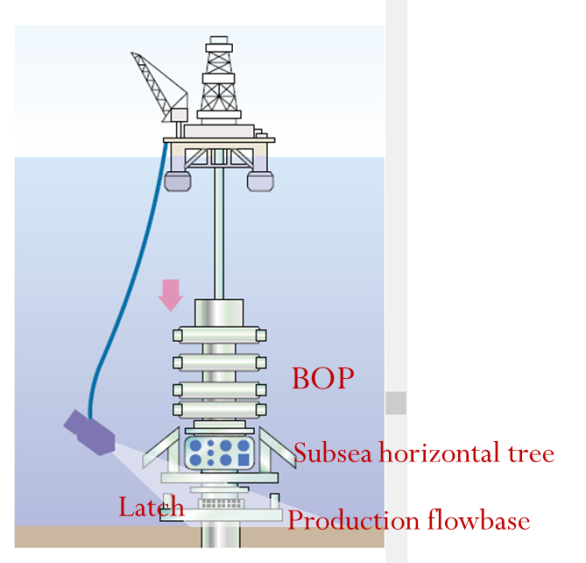 BOP
Subsea horizontal tree
Latch
Production flowbase